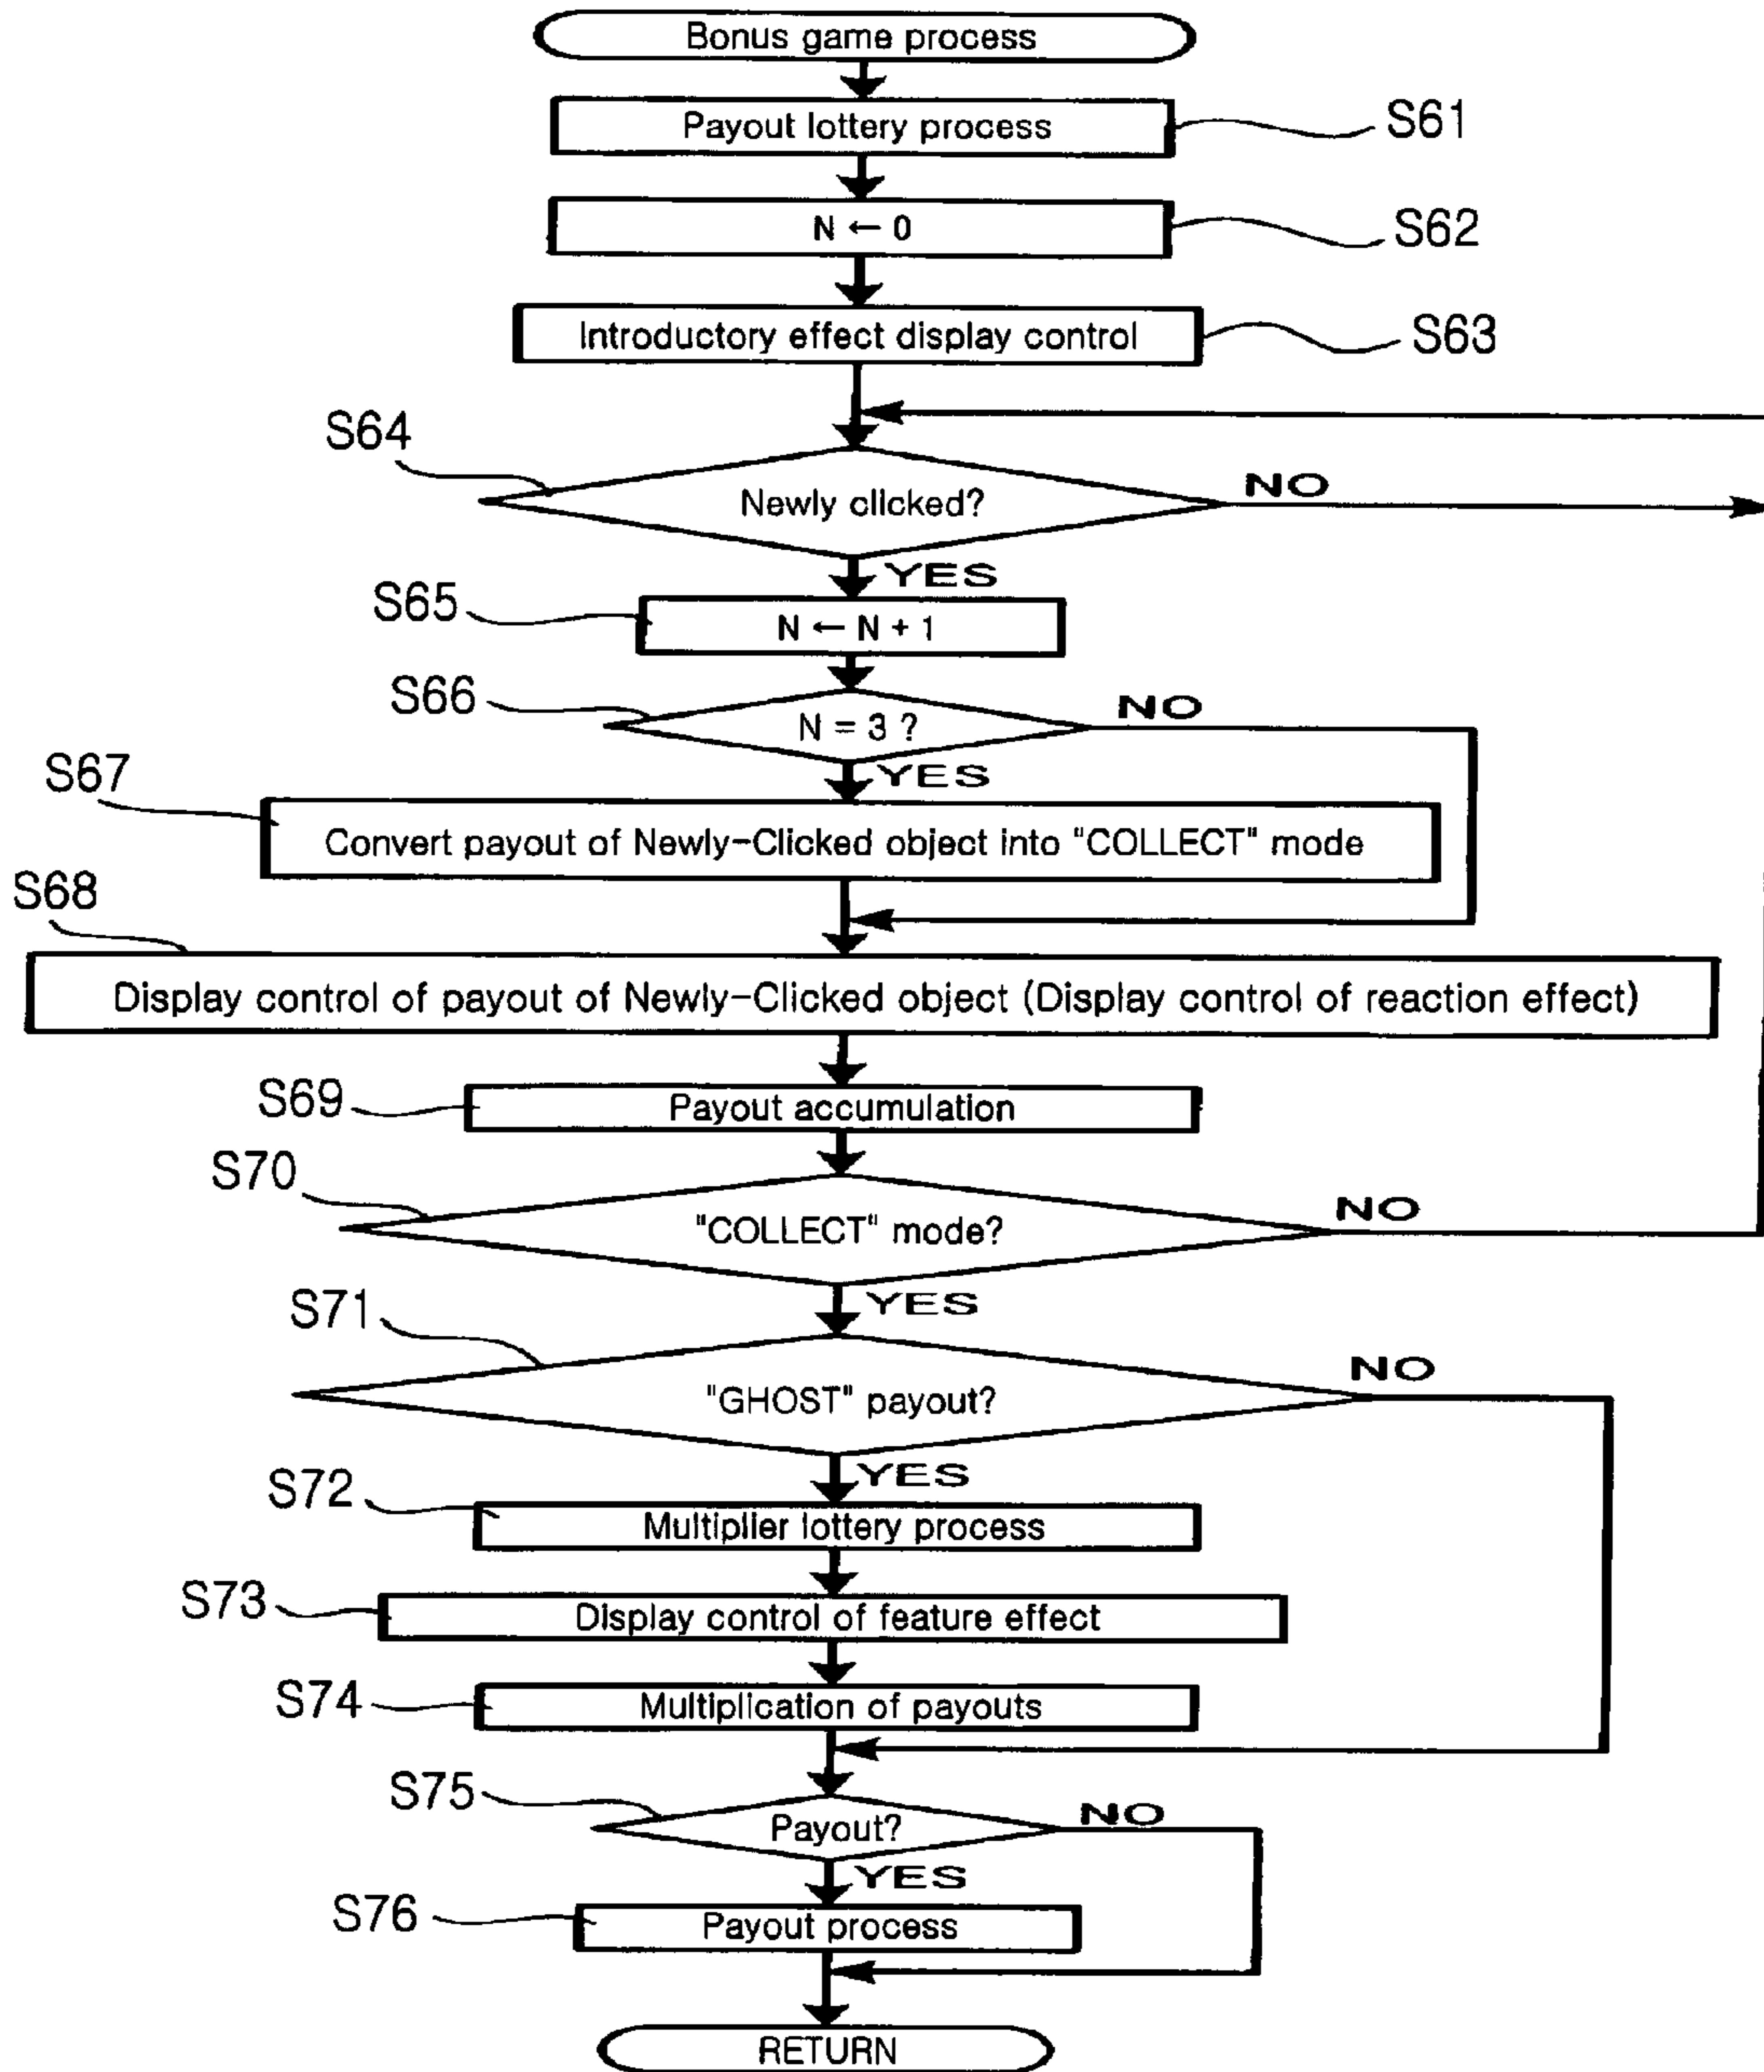 Bonus game process
Payout lottery process
S61
N ← 0
S62
Introductory effect display control
S63
S64
Newly clicked?
NO
YES
S65
N ← N + 1
S66
N = 3 ?
NO
YES
S67
Convert payout of Newly-Clicked object into "COLLECT" mode
S68
Display control of payout of Newly-Clicked object (Display control of reaction effect)
S69
Payout accumulation
S70
"COLLECT" mode?
NO
YES
S71
"GHOST" payout?
NO
YES
S72
Multiplier lottery process
S73
Display control of feature effect
S74
Multiplication of payouts
S75
Payout?
NO
YES
S76
Payout process
RETURN